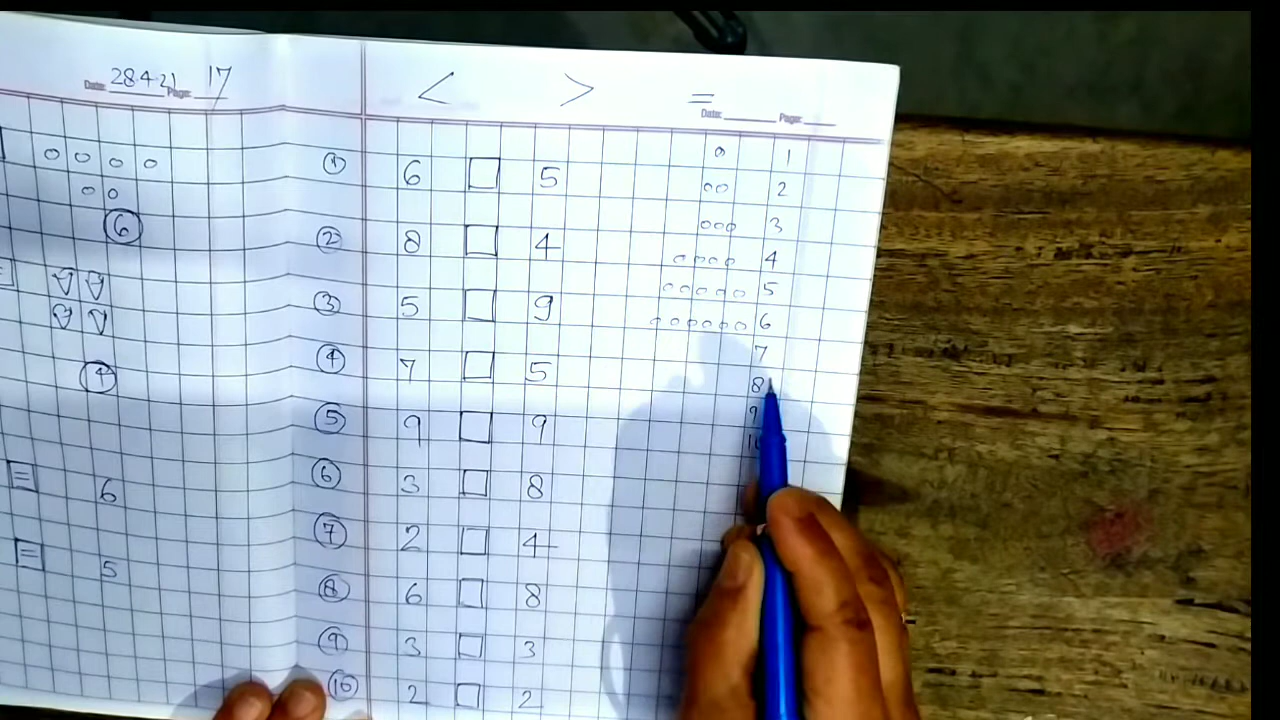 Date: 28.4.21 Page: 17
6
4
= 6
= 5
< > =
Date: Page:
1 6 5
2 8 4
3 5 9
4 7 5
5 9 9
6 3 8
7 2 4
8 6 8
9 3 3
10 2 2
1
2
3
4
5
6
7
8
9